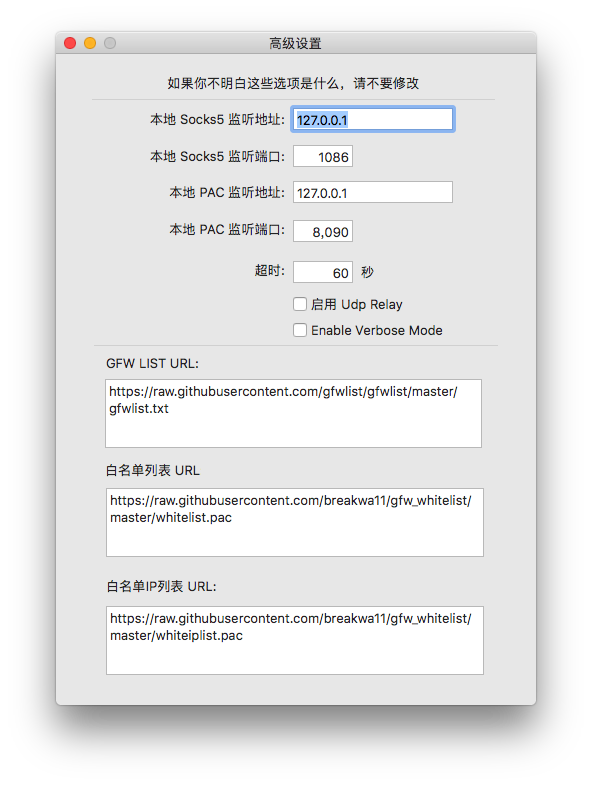 高级设置
如果你不明白这些选项是什么，请不要修改
本地 Socks5 监听地址: 127.0.0.1
本地 Socks5 监听端口: 1086
本地 PAC 监听地址: 127.0.0.1
本地 PAC 监听端口: 8,090
超时: 60 秒
启用 Udp Relay
Enable Verbose Mode
GFW LIST URL:
https://raw.githubusercontent.com/gfwlist/gfwlist/master/
gfwlist.txt
白名单列表 URL
https://raw.githubusercontent.com/breakwa11/gfw_whitelist/
master/whitelist.pac
白名单IP列表 URL:
https://raw.githubusercontent.com/breakwa11/gfw_whitelist/
master/whiteiplist.pac